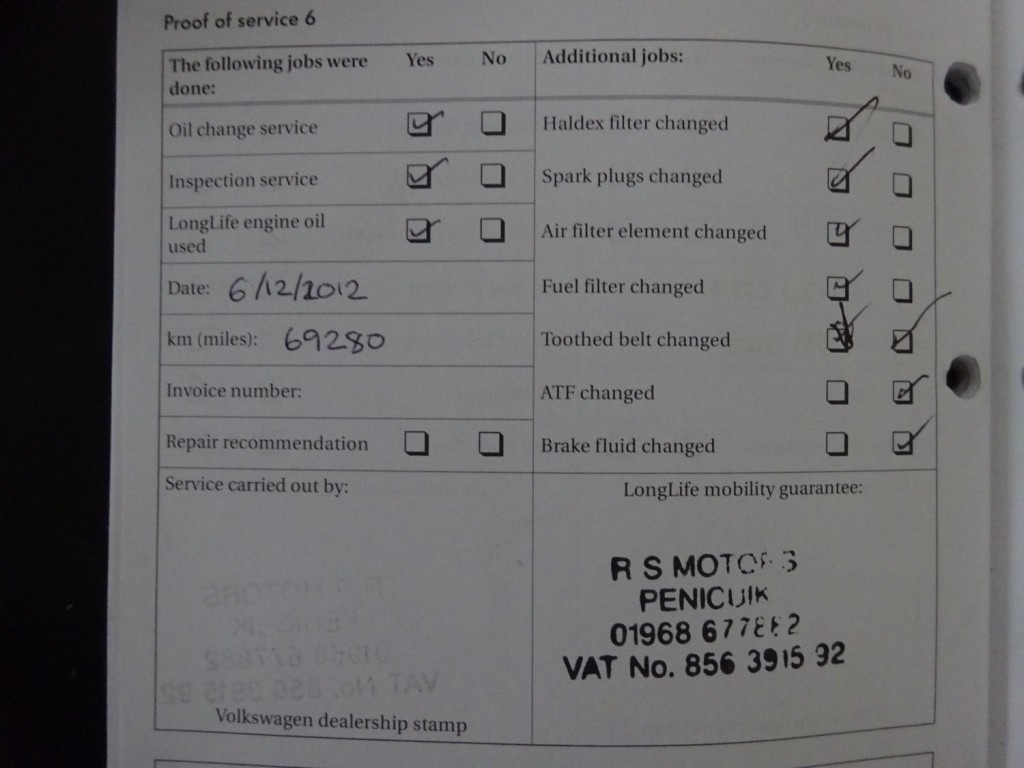 Proof of service 6
The following jobs were
done:
Yes No
Oil change service
Inspection service
LongLife engine oil
used
Date: 6/12/2012
km (miles): 69280
Invoice number:
Repair recommendation
Service carried out by:
Volkswagen dealership stamp
Additional jobs:
Yes No
Haldex filter changed
Spark plugs changed
Air filter element changed
Fuel filter changed
Toothed belt changed
ATF changed
Brake fluid changed
LongLife mobility guarantee:
R S MOTORS
PENICUIK
01968 677882
VAT No. 856 3915 92